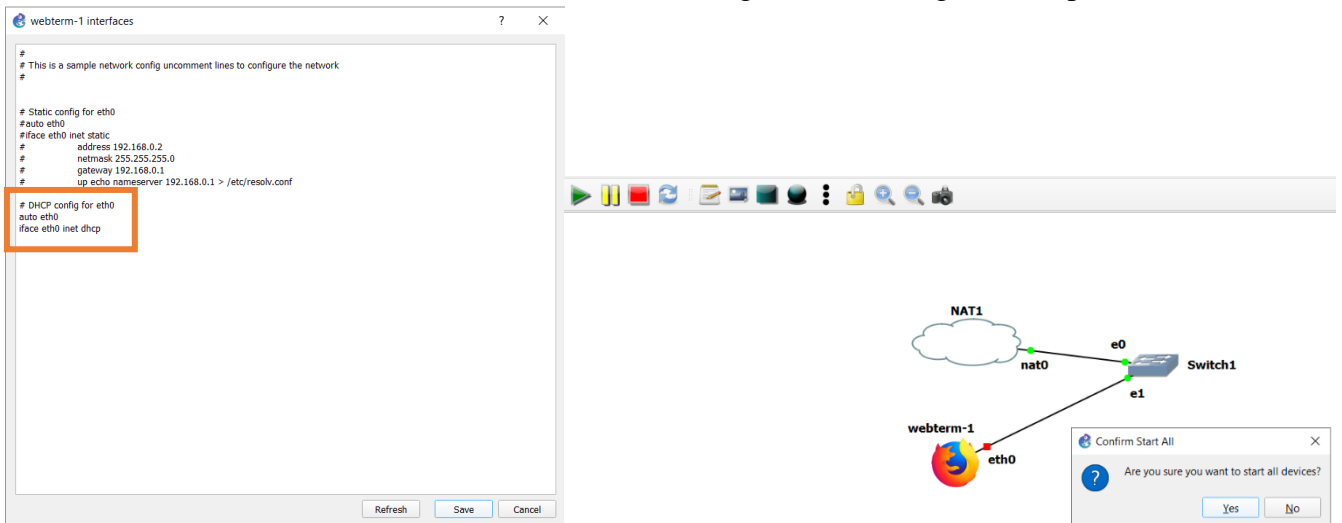 webterm-1 interfaces
#
# This is a sample network config uncomment lines to configure the network
#
# Static config for eth0
#auto eth0
#iface eth0 inet static
# address 192.168.0.2
# netmask 255.255.255.0
# gateway 192.168.0.1
# up echo nameserver 192.168.0.1 > /etc/resolv.conf
# DHCP config for eth0
auto eth0
iface eth0 inet dhcp
Refresh Save Cancel
NAT1
nat0
e0
Switch1
e1
webterm-1
eth0
Confirm Start All
Are you sure you want to start all devices?
Yes No